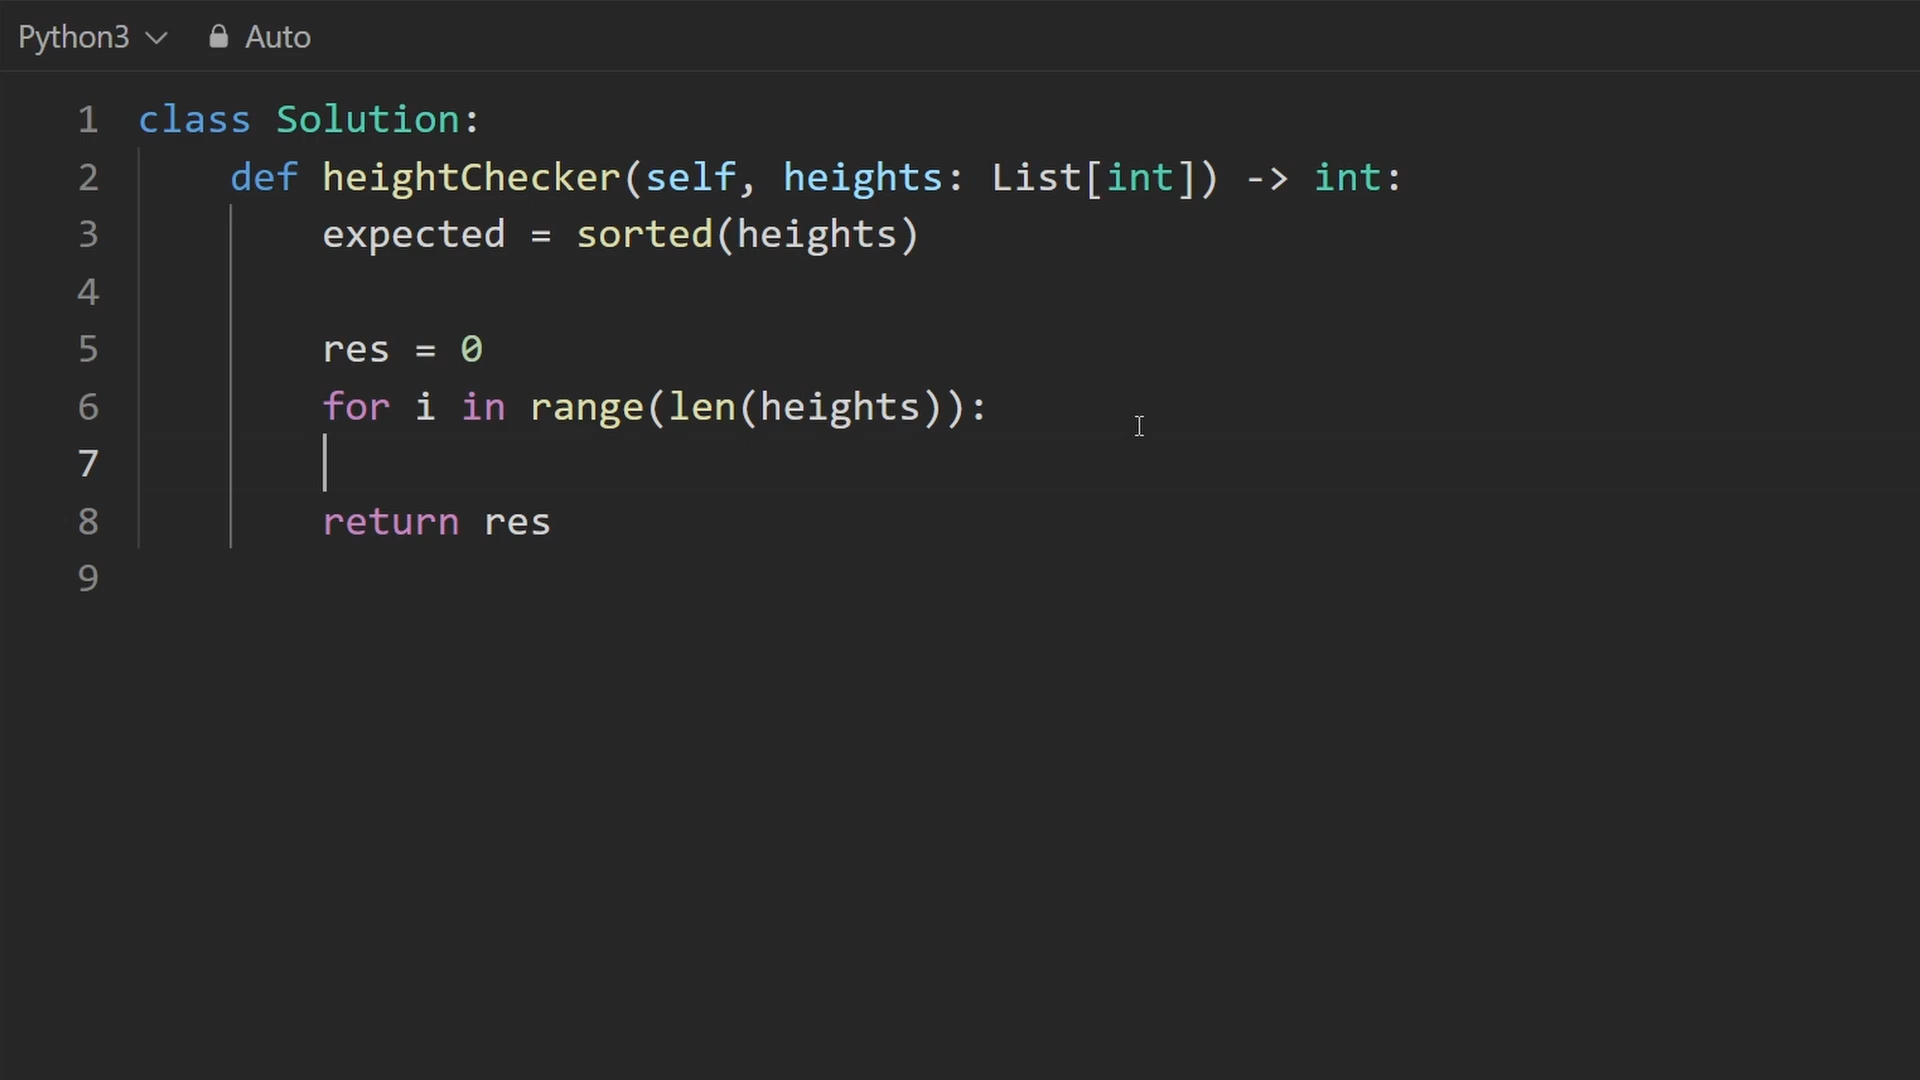 Python3 Auto
1 class Solution:
2     def heightChecker(self, heights: List[int]) -> int:
3         expected = sorted(heights)
4
5         res = 0
6         for i in range(len(heights)):
7
8         return res
9